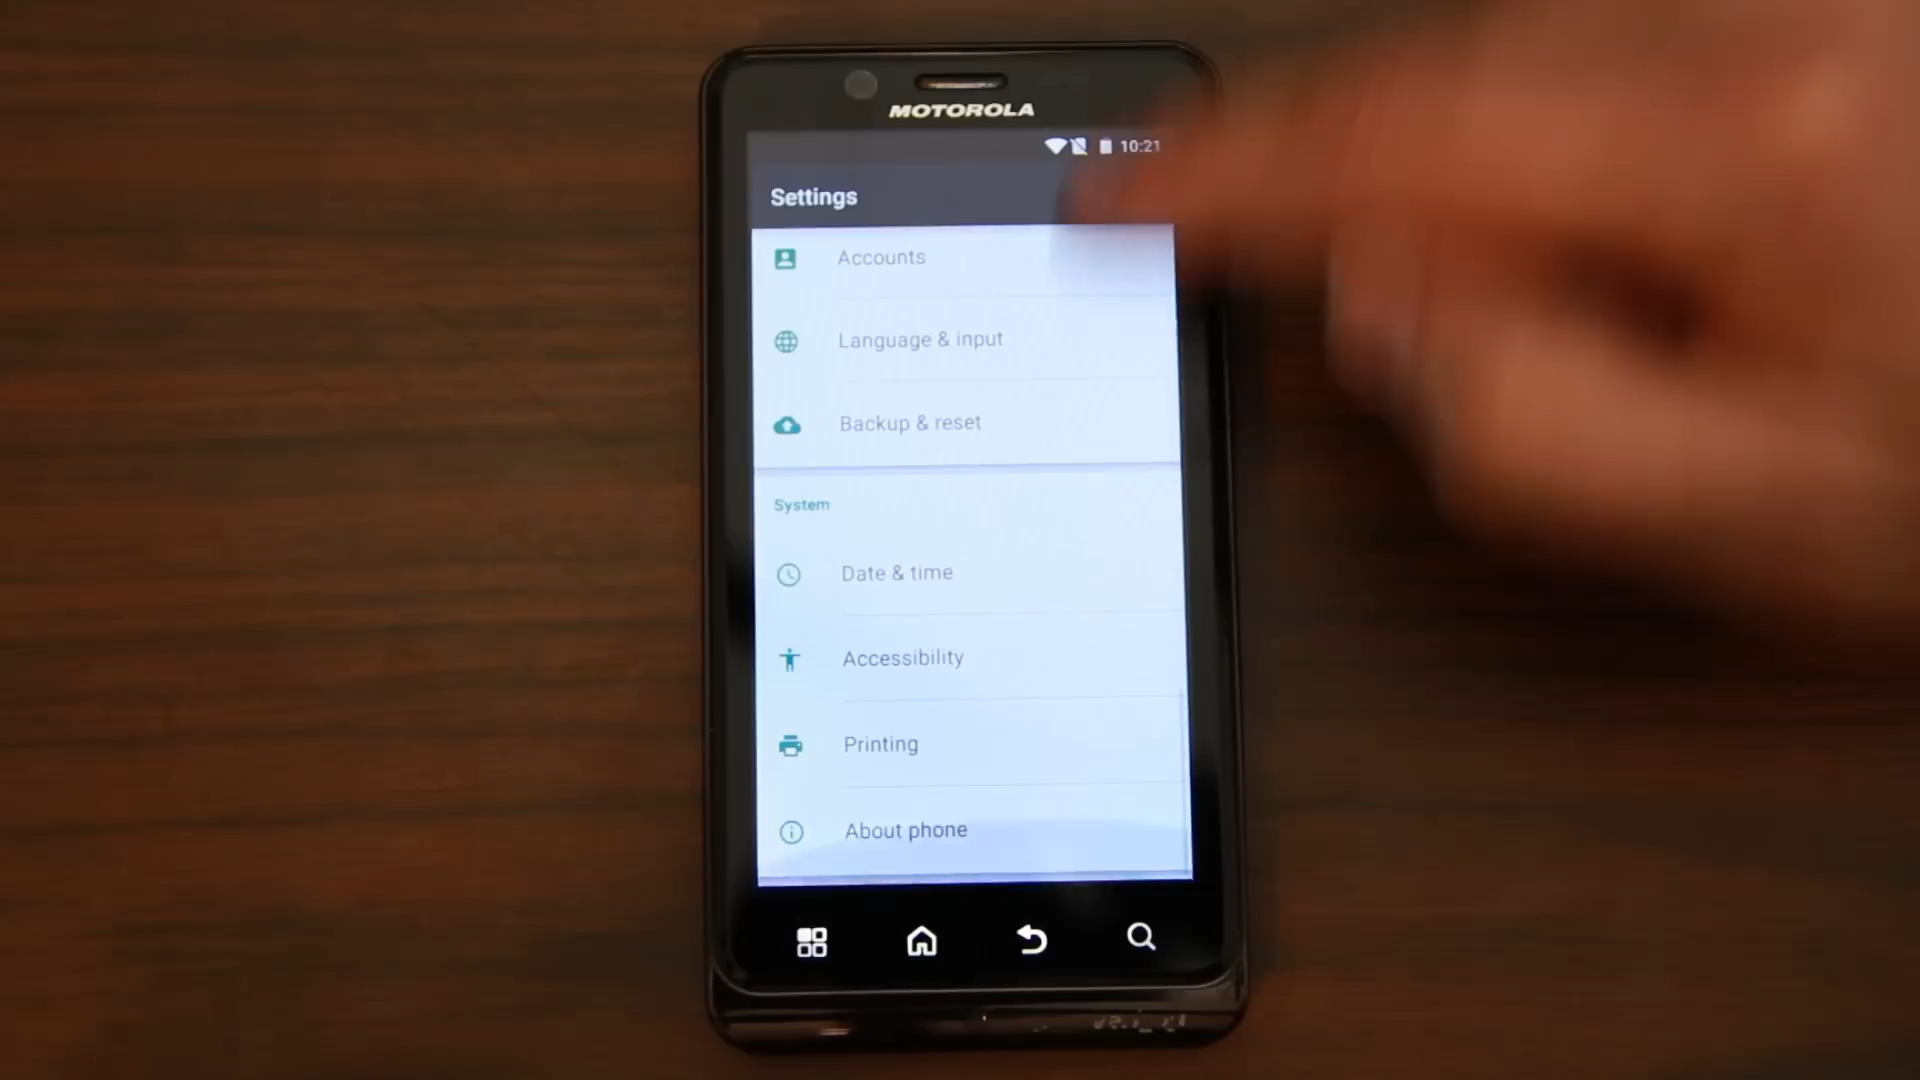 MOTOROLA
10:21
Settings
Accounts
Language & input
Backup & reset
System
Date & time
Accessibility
Printing
About phone